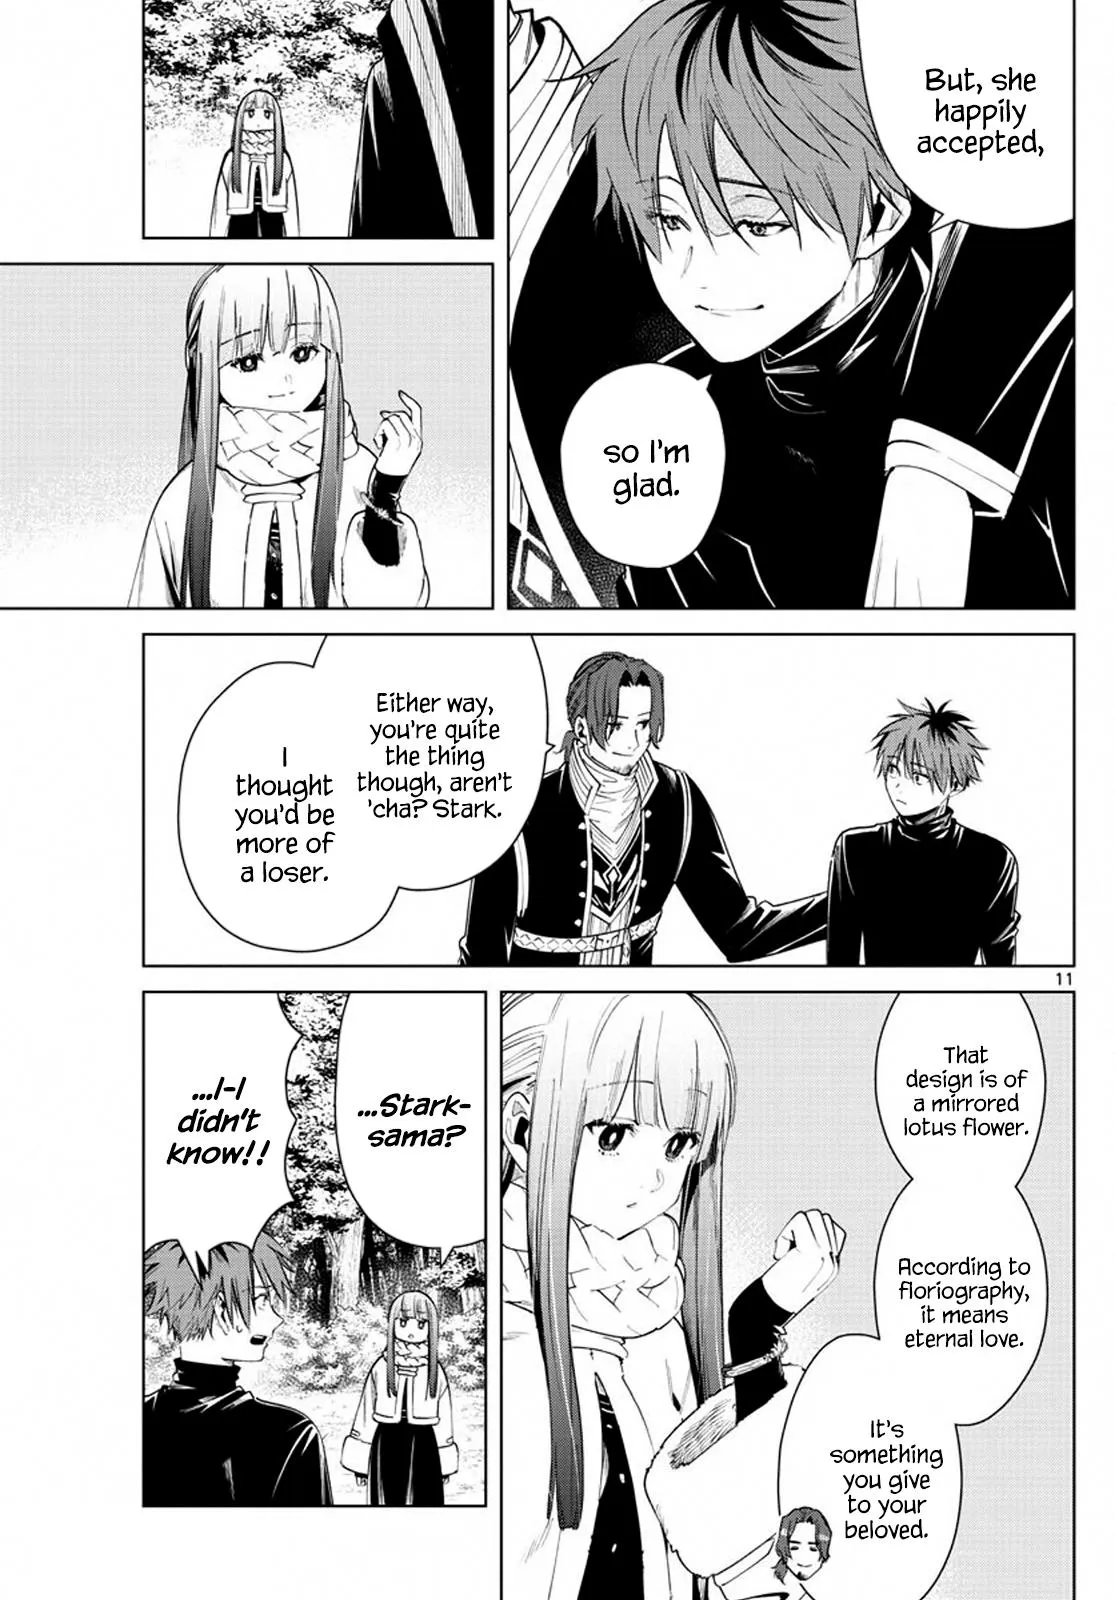 But, she
happily
accepted,
so I'm
glad.
Either way,
you're quite
the thing
though, aren't
'cha? Stark.
I
thought
you'd be
more of
a loser.
11
That
design is of
a mirrored
lotus flower.
According to
floriography,
it means
eternal love.
It's
something
you give
to your
beloved.
...Stark-
sama?
...I-I
didn't
know!!